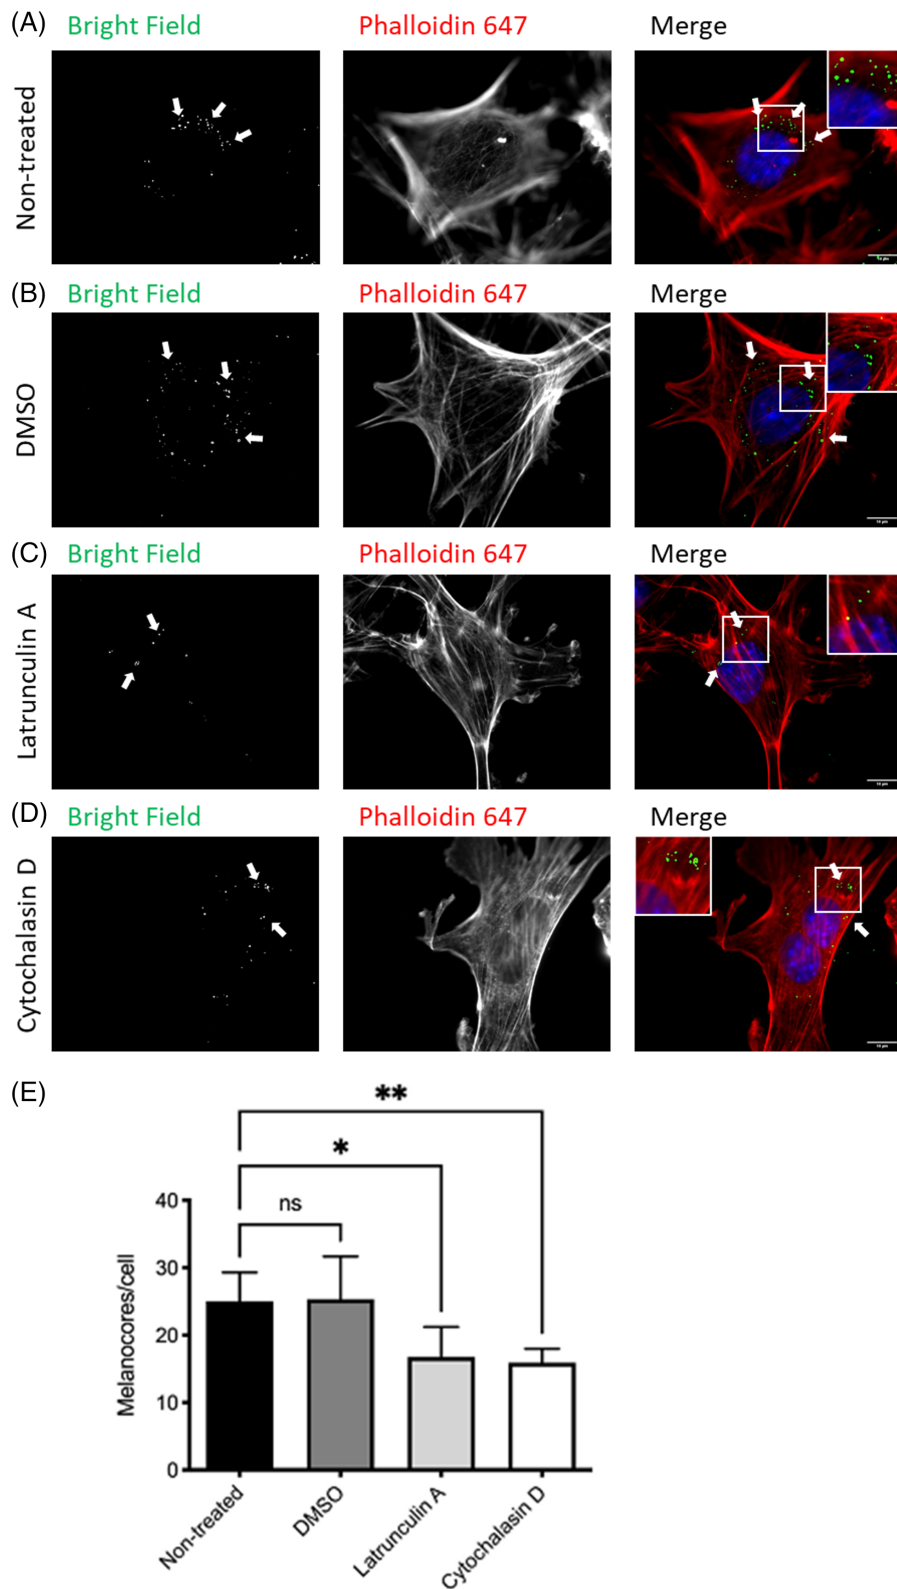 (A) Bright Field Phalloidin 647 Merge
Non-treated
(B) Bright Field Phalloidin 647 Merge
DMSO
(C) Bright Field Phalloidin 647 Merge
Latrunculin A
(D) Bright Field Phalloidin 647 Merge
Cytochalasin D
10 µm
(E)
**
*
ns
Melanocores/cell
40
30
20
10
0
Non-treated
DMSO
Latrunculin A
Cytochalasin D